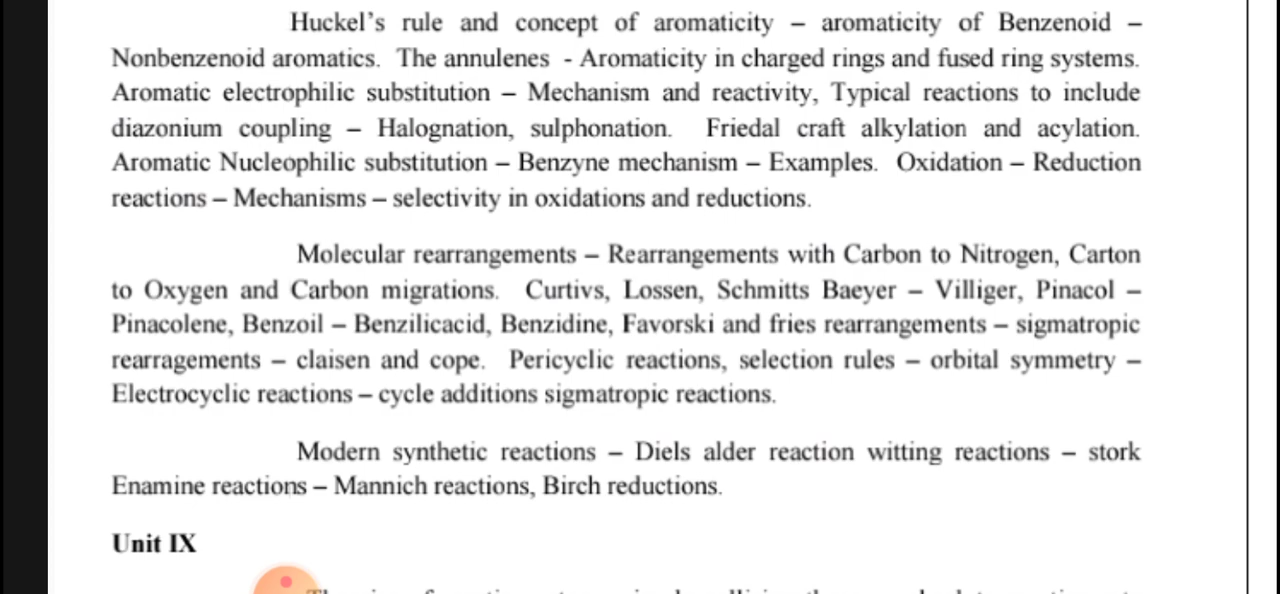 Huckel’s rule and concept of aromaticity – aromaticity of Benzenoid –
Nonbenzenoid aromatics. The annulenes - Aromaticity in charged rings and fused ring systems.
Aromatic electrophilic substitution – Mechanism and reactivity, Typical reactions to include
diazonium coupling – Halognation, sulphonation. Friedal craft alkylation and acylation.
Aromatic Nucleophilic substitution – Benzyne mechanism – Examples. Oxidation – Reduction
reactions – Mechanisms – selectivity in oxidations and reductions.
Molecular rearrangements – Rearrangements with Carbon to Nitrogen, Carton
to Oxygen and Carbon migrations. Curtivs, Lossen, Schmitts Baeyer – Villiger, Pinacol –
Pinacolene, Benzoil – Benzilicacid, Benzidine, Favorski and fries rearrangements – sigmatropic
rearragements – claisen and cope. Pericyclic reactions, selection rules – orbital symmetry –
Electrocyclic reactions – cycle additions sigmatropic reactions.
Modern synthetic reactions – Diels alder reaction witting reactions – stork
Enamine reactions – Mannich reactions, Birch reductions.
Unit IX